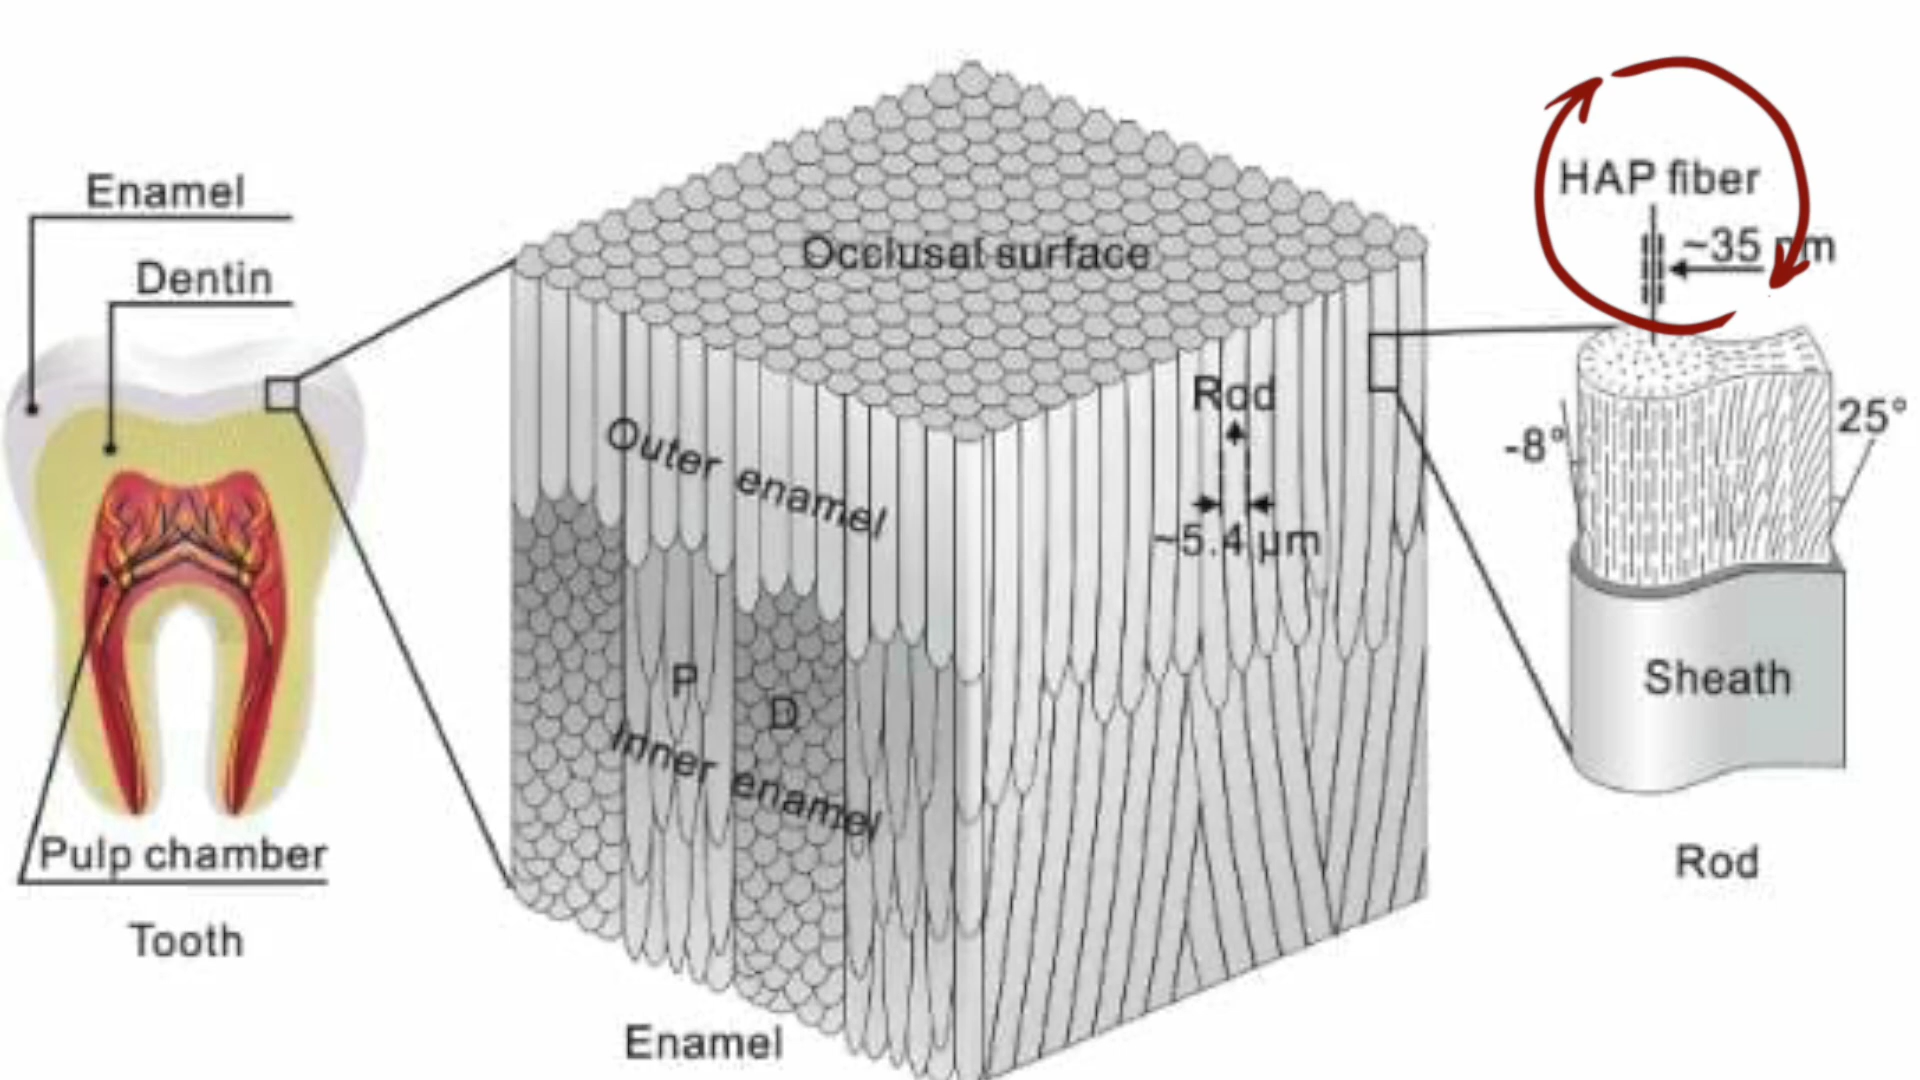 Enamel
Dentin
Pulp chamber
Tooth
Occlusal surface
Outer enamel
Rod
~5.4 µm
P
D
Inner enamel
Enamel
HAP fiber
~35 nm
-8°
25°
Sheath
Rod